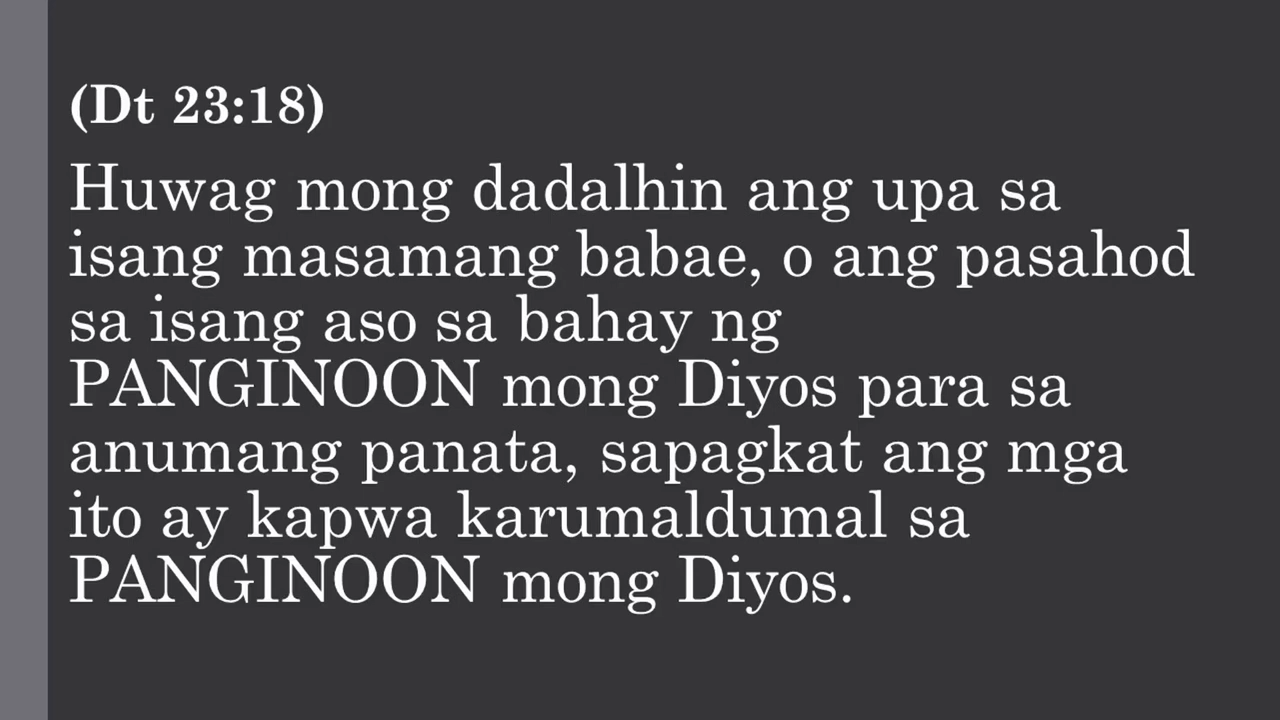 (Dt 23:18)
Huwag mong dadalhin ang upa sa
isang masamang babae, o ang pasahod
sa isang aso sa bahay ng
PANGINOON mong Diyos para sa
anumang panata, sapagkat ang mga
ito ay kapwa karumaldumal sa
PANGINOON mong Diyos.